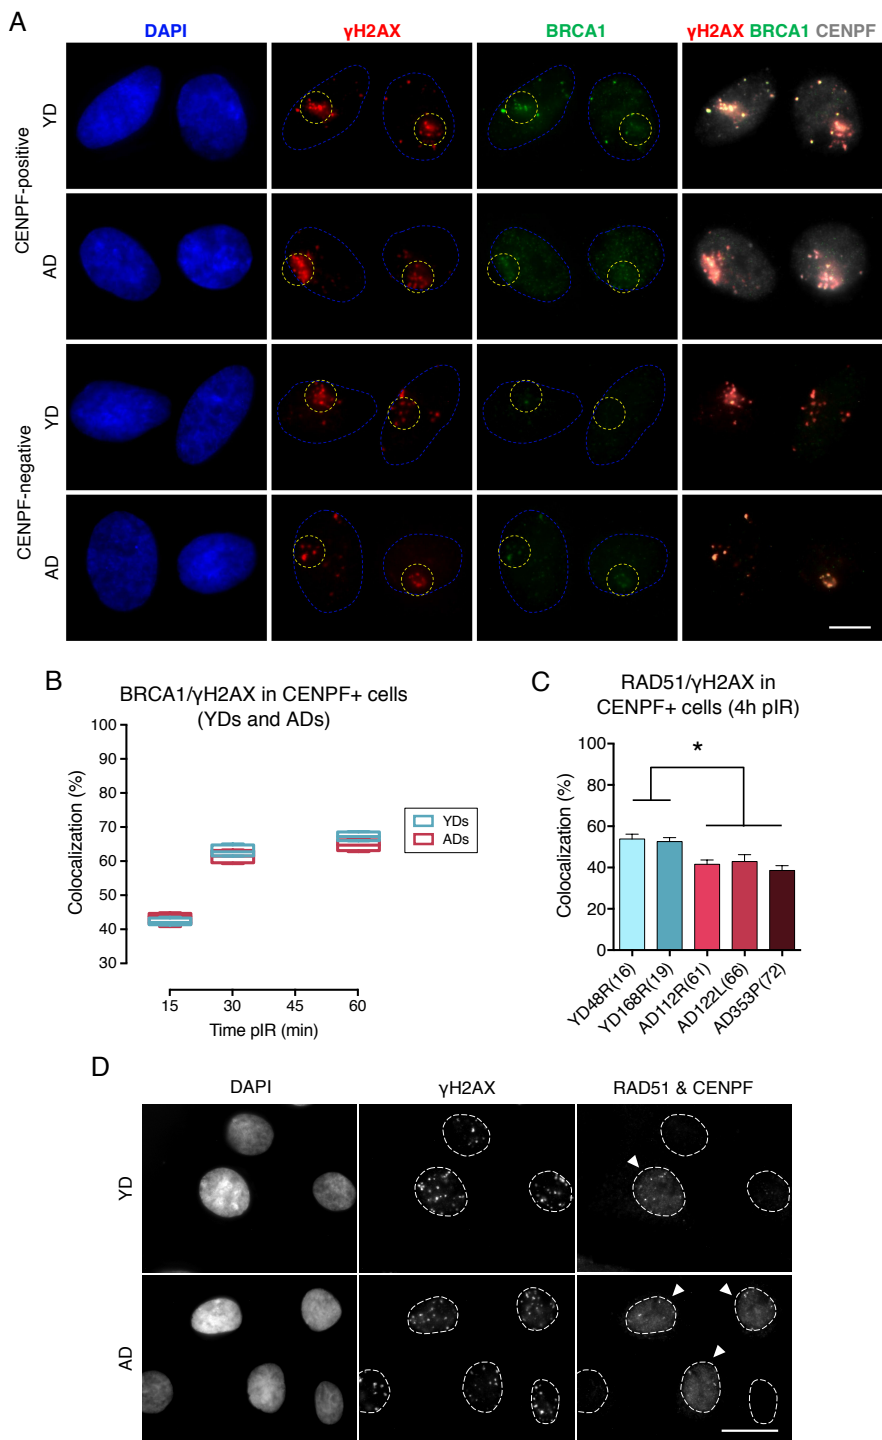 A
DAPI
γH2AX
BRCA1
γH2AX BRCA1 CENPF
CENPF-positive
YD
AD
CENPF-negative
YD
AD
B
BRCA1/γH2AX in CENPF+ cells
(YDs and ADs)
Colocalization (%)
100
90
80
70
60
50
40
30
15
30
45
60
Time pIR (min)
YDs
ADs
C
RAD51/γH2AX in
CENPF+ cells (4h pIR)
Colocalization (%)
100
80
60
40
20
0
*
YD48R(16)
YD168R(19)
AD112R(61)
AD122L(66)
AD353P(72)
D
DAPI
γH2AX
RAD51 & CENPF
YD
AD